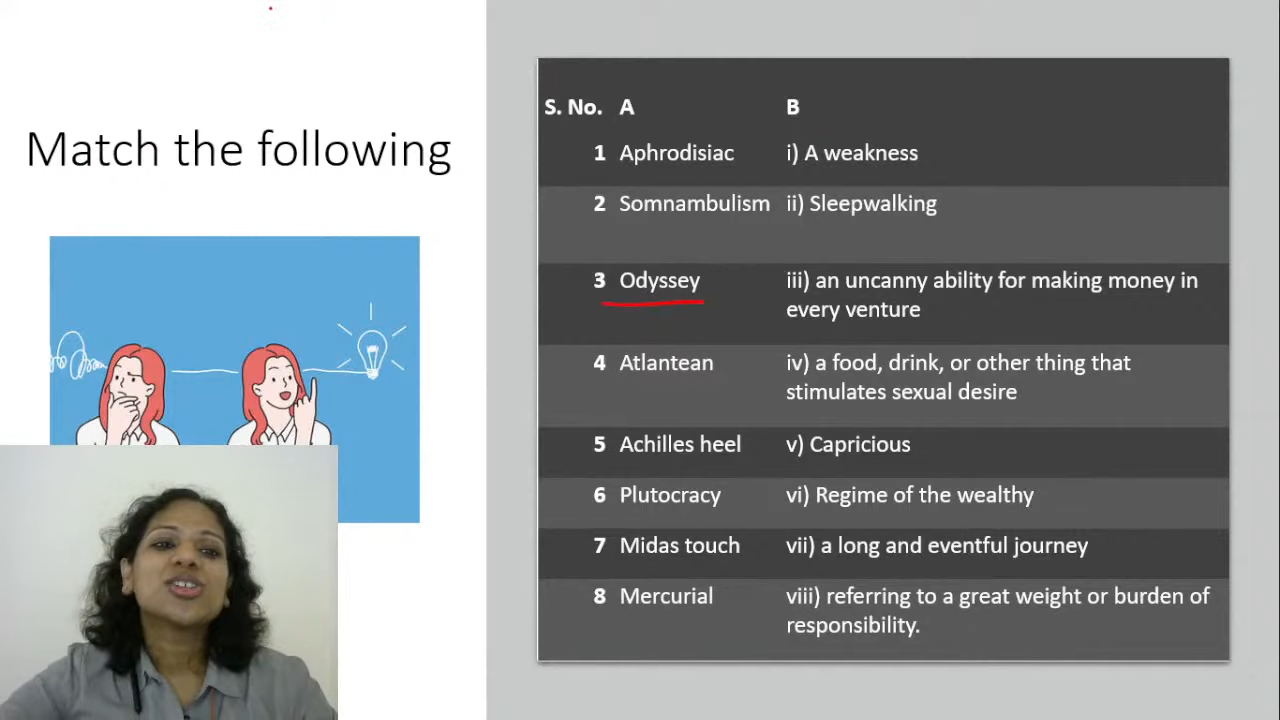 Match the following
S. No. A B
1 Aphrodisiac i) A weakness
2 Somnambulism ii) Sleepwalking
3 Odyssey iii) an uncanny ability for making money in
every venture
4 Atlantean iv) a food, drink, or other thing that
stimulates sexual desire
5 Achilles heel v) Capricious
6 Plutocracy vi) Regime of the wealthy
7 Midas touch vii) a long and eventful journey
8 Mercurial viii) referring to a great weight or burden of
responsibility.